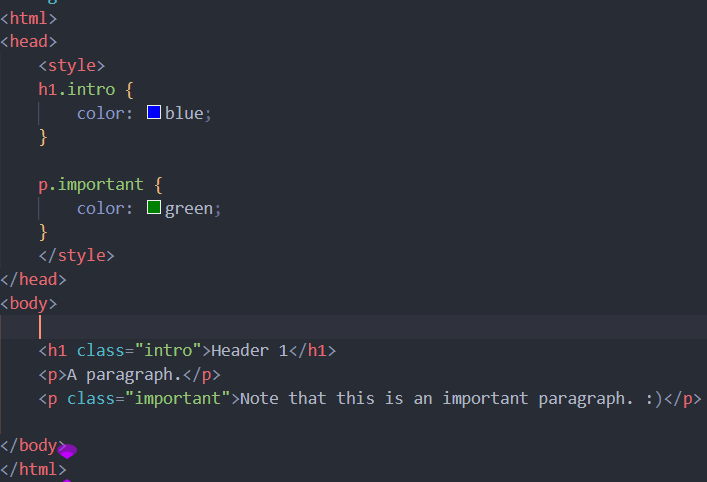 <html>
<head>
    <style>
    h1.intro {
        color: blue;
    }

    p.important {
        color: green;
    }
    </style>
</head>
<body>

    <h1 class="intro">Header 1</h1>
    <p>A paragraph.</p>
    <p class="important">Note that this is an important paragraph. :)</p>

</body>
</html>